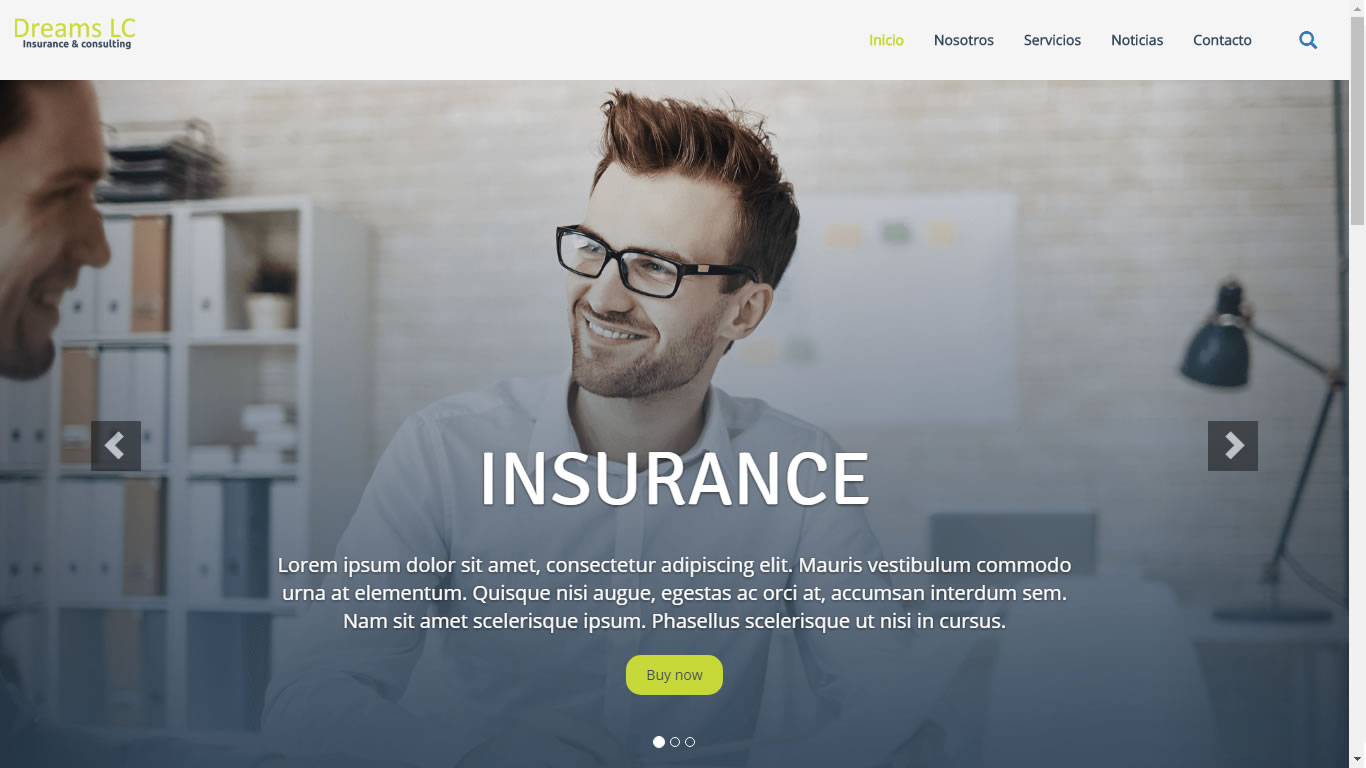 Dreams LC
Insurance & consulting
Inicio Nosotros Servicios Noticias Contacto
INSURANCE
Lorem ipsum dolor sit amet, consectetur adipiscing elit. Mauris vestibulum commodo
urna at elementum. Quisque nisi augue, egestas ac orci at, accumsan interdum sem.
Nam sit amet scelerisque ipsum. Phasellus scelerisque ut nisi in cursus.
Buy now